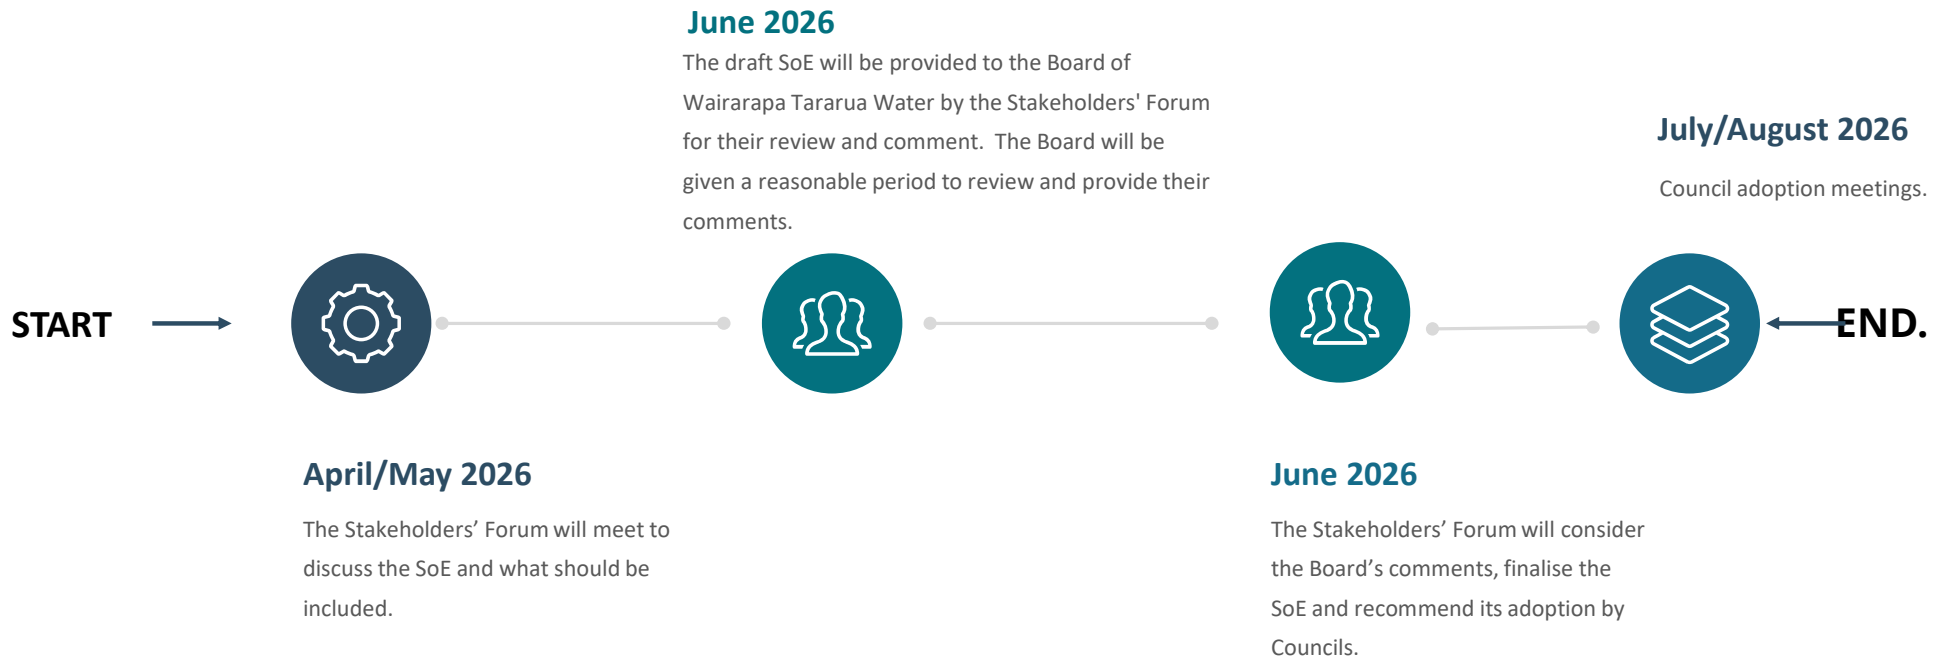 START
April/May 2026
The Stakeholders’ Forum will meet to
discuss the SoE and what should be
included.
June 2026
The draft SoE will be provided to the Board of
Wairarapa Tararua Water by the Stakeholders' Forum
for their review and comment.  The Board will be
given a reasonable period to review and provide their
comments.
June 2026
The Stakeholders’ Forum will consider
the Board’s comments, finalise the
SoE and recommend its adoption by
Councils.
July/August 2026
Council adoption meetings.
END.